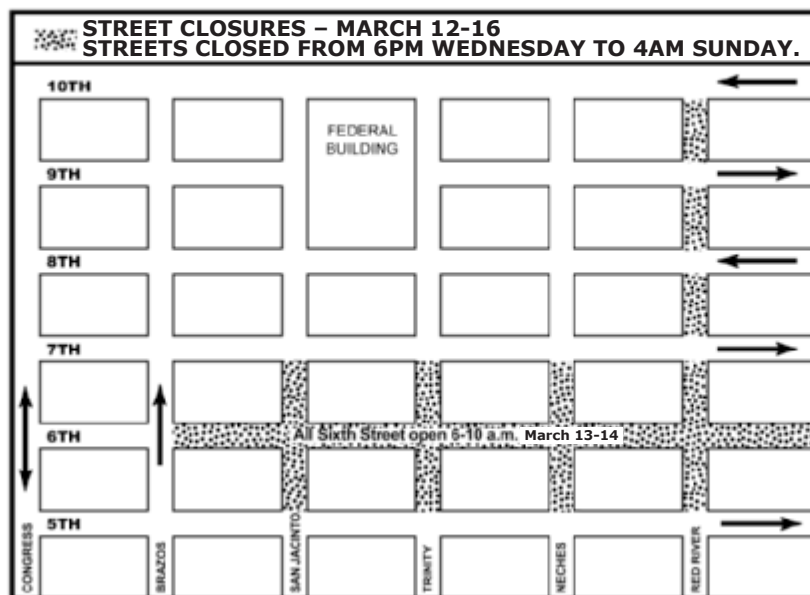 STREET CLOSURES – MARCH 12-16
STREETS CLOSED FROM 6PM WEDNESDAY TO 4AM SUNDAY.
10TH
FEDERAL
BUILDING
9TH
8TH
7TH
All Sixth Street open 6-10 a.m. March 13-14
6TH
5TH
CONGRESS
BRAZOS
SAN JACINTO
TRINITY
NECHES
RED RIVER